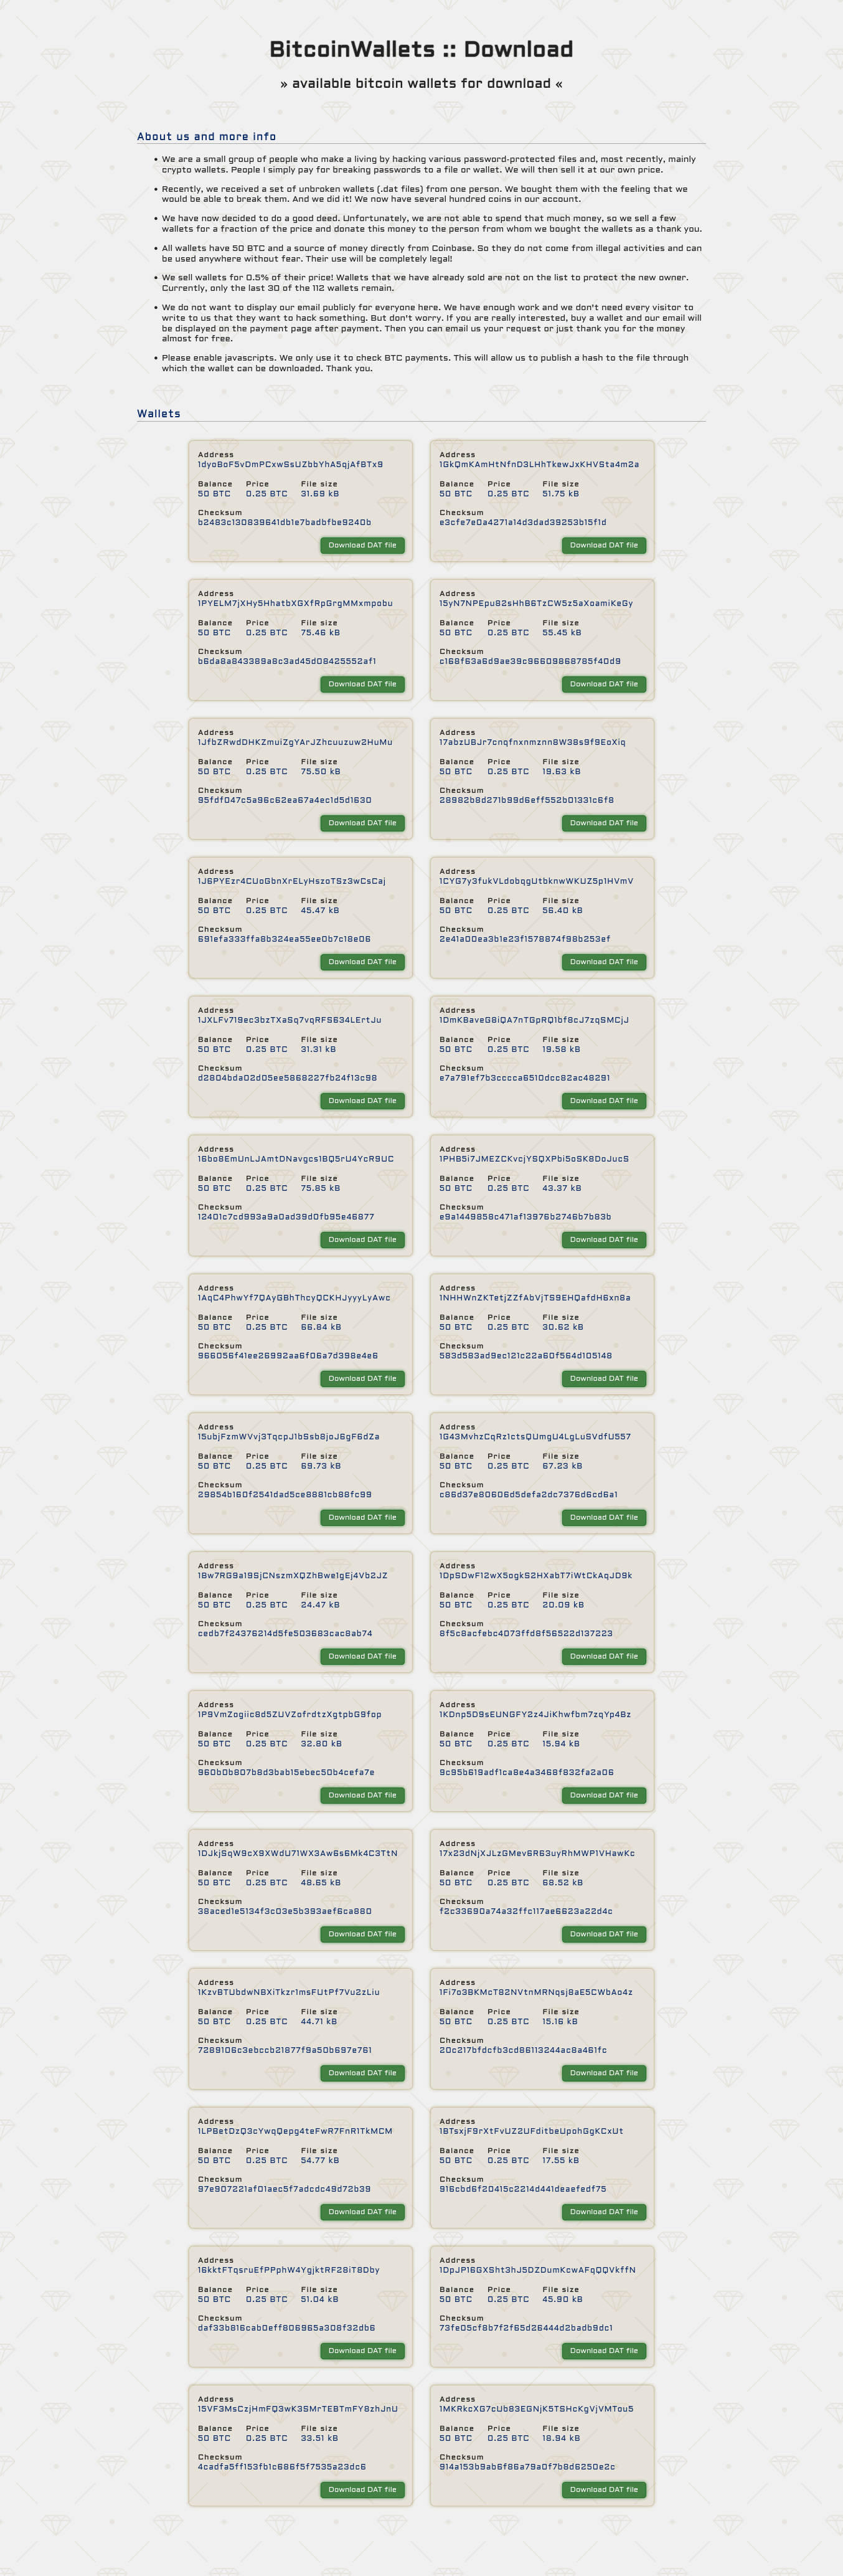 BitcoinWallets :: Download
» available bitcoin wallets for download «
About us and more info
• We are a small group of people who make a living by hacking various password-protected files and, most recently, mainly
crypto wallets. People I simply pay for breaking passwords to a file or wallet. We will then sell it at our own price.
• Recently, we received a set of unbroken wallets (.dat files) from one person. We bought them with the feeling that we
would be able to break them. And we did it! We now have several hundred coins in our account.
• We have now decided to do a good deed. Unfortunately, we are not able to spend that much money, so we sell a few
wallets for a fraction of the price and donate this money to the person from whom we bought the wallets as a thank you.
• All wallets have 50 BTC and a source of money directly from Coinbase. So they do not come from illegal activities and can
be used anywhere without fear. Their use will be completely legal!
• We sell wallets for 0.5% of their price! Wallets that we have already sold are not on the list to protect the new owner.
Currently, only the last 30 of the 112 wallets remain.
• We do not want to display our email publicly for everyone here. We have enough work and we don't need every visitor to
write to us that they want to hack something. But don't worry. If you are really interested, buy a wallet and our email will
be displayed on the payment page after payment. Then you can email us your request or just thank you for the money
almost for free.
• Please enable javascripts. We only use it to check BTC payments. This will allow us to publish a hash to the file through
which the wallet can be downloaded. Thank you.
Wallets
Address
1dyoBoF5vDmPCxwSsUZbbYhA5qjAfBTx9
Balance Price File size
50 BTC 0.25 BTC 31.69 kB
Checksum
b2483c130839641db1e7badbfbe9240b
Download DAT file
Address
1GkQmKAmHtNfnD3LHhTkewJxKHVSta4m2a
Balance Price File size
50 BTC 0.25 BTC 51.75 kB
Checksum
e3cfe7e0a4271a14d3dad39253b15f1d
Download DAT file
Address
1PYELM7jXHy5HhatbXGXfRpGrgMMxmpobu
Balance Price File size
50 BTC 0.25 BTC 75.46 kB
Checksum
b6da8a843389a8c3ad45d08425552af1
Download DAT file
Address
15yN7NPEpu82sHhB6TzCW5z5aXoamiKeGy
Balance Price File size
50 BTC 0.25 BTC 55.45 kB
Checksum
c168f63a6d9ae39c96609868785f40d9
Download DAT file
Address
1JfbZRwdDHKZmuiZgYArJZhcuuzuw2HuMu
Balance Price File size
50 BTC 0.25 BTC 75.50 kB
Checksum
95fdf047c5a96c62ea67a4ec1d5d1630
Download DAT file
Address
17abzUBJr7cnqfnxnmznn8W38s9f9EoXiq
Balance Price File size
50 BTC 0.25 BTC 19.63 kB
Checksum
28982b8d271b99d6eff552b01331c6f8
Download DAT file
Address
1J6PYEzr4CUoGbnXrELyHszoTSz3wCsCaj
Balance Price File size
50 BTC 0.25 BTC 45.47 kB
Checksum
691efa333ffa8b324ea55ee0b7c18e06
Download DAT file
Address
1CYG7y3fukVLdobqgUtbknwWKUZ5p1HVmV
Balance Price File size
50 BTC 0.25 BTC 56.40 kB
Checksum
2e41a00ea3b1e23f1578874f98b253ef
Download DAT file
Address
1JXLFv719ec3bzTXaSq7vqRFS634LErtJu
Balance Price File size
50 BTC 0.25 BTC 31.31 kB
Checksum
d2804bda02d05ee5868227fb24f13c98
Download DAT file
Address
1DmKBaveG8iQA7nTGpRQ1bf8cJ7zqSMCjJ
Balance Price File size
50 BTC 0.25 BTC 19.58 kB
Checksum
e7a791ef7b3cccca6510dcc82ac48291
Download DAT file
Address
16bo8EmUnLJAmtDNavgcs1BQ5rU4YcR9UC
Balance Price File size
50 BTC 0.25 BTC 75.85 kB
Checksum
12401c7cd993a9a0ad39d0fb95e46877
Download DAT file
Address
1PHB5i7JMEZCKvcjYSQXPbi5oSK8DoJucS
Balance Price File size
50 BTC 0.25 BTC 43.37 kB
Checksum
e9a1449858c471af13976b2746b7b83b
Download DAT file
Address
1AqC4PhwYf7QAyGBhThcyQCKHJyyyLyAwc
Balance Price File size
50 BTC 0.25 BTC 66.84 kB
Checksum
966056f41ee26992aa6f06a7d398e4e6
Download DAT file
Address
1NHHWnZKTetjZZfAbVjTS9EHQafdH6xn8a
Balance Price File size
50 BTC 0.25 BTC 30.62 kB
Checksum
583d583ad9ec121c22a60f564d105148
Download DAT file
Address
15ubjFzmWVvj3TqcpJ1bSsb8joJ6gF6dZa
Balance Price File size
50 BTC 0.25 BTC 69.73 kB
Checksum
29854b160f2541dad5ce8881cb88fc99
Download DAT file
Address
1G43MvhzCqRz1ctsQUmgU4LgLuSVdfU557
Balance Price File size
50 BTC 0.25 BTC 67.23 kB
Checksum
c86d37e80606d5defa2dc7376d6cd6a1
Download DAT file
Address
1Bw7RG9a19SjCNszmXQZhBwe1gEj4Vb2JZ
Balance Price File size
50 BTC 0.25 BTC 24.47 kB
Checksum
cedb7f24376214d5fe503683cac8ab74
Download DAT file
Address
1DpSDwF12wX5ogkS2HXabT7iWtCkAqJD9k
Balance Price File size
50 BTC 0.25 BTC 20.09 kB
Checksum
8f5c8acfebc4073ffd8f56522d137223
Download DAT file
Address
1P9VmZogiic8d5ZUVZofrdtzXgtpbG9fop
Balance Price File size
50 BTC 0.25 BTC 32.80 kB
Checksum
960b0b807b8d3bab15ebec50b4cefa7e
Download DAT file
Address
1KDnp5D9sEUNGFY2z4JiKhwfbm7zqYp4Bz
Balance Price File size
50 BTC 0.25 BTC 15.94 kB
Checksum
9c95b619adf1ca8e4a3468f832fa2a06
Download DAT file
Address
1DJkjSqW9cX9XWdU71WX3Aw6s6Mk4C3TtN
Balance Price File size
50 BTC 0.25 BTC 48.65 kB
Checksum
38aced1e5134f3c03e5b393aef6ca880
Download DAT file
Address
17x23dNjXJLzGMev6R63uyRhMWP1VHawKc
Balance Price File size
50 BTC 0.25 BTC 68.52 kB
Checksum
f2c33690a74a32ffc117ae6623a22d4c
Download DAT file
Address
1KzvBTUbdwNBXiTkzr1msFUtPf7Vu2zLiu
Balance Price File size
50 BTC 0.25 BTC 44.71 kB
Checksum
7289106c3ebccb21877f9a50b697e761
Download DAT file
Address
1Fi7o3BKMcT82NVtnMRNqsj8aE5CWbAo4z
Balance Price File size
50 BTC 0.25 BTC 15.16 kB
Checksum
20c217bfdcfb3cd86113244ac8a461fc
Download DAT file
Address
1LPBetDzQ3cYwqQepg4teFwR7FnR1TkMCM
Balance Price File size
50 BTC 0.25 BTC 54.77 kB
Checksum
97e907221af01aec5f7adcdc49d72b39
Download DAT file
Address
1BTsxjF9rXtFvUZ2UFditbeUpohGgKCxUt
Balance Price File size
50 BTC 0.25 BTC 17.55 kB
Checksum
916cbd6f20415c2214d441deaefedf75
Download DAT file
Address
16kktFTqsruEfPPphW4YgjktRF28iT8Dby
Balance Price File size
50 BTC 0.25 BTC 51.04 kB
Checksum
daf33b816cab0eff806965a308f32db6
Download DAT file
Address
1DpJP16GXSht3hJ5DZDumKcwAFqQQVkffN
Balance Price File size
50 BTC 0.25 BTC 45.90 kB
Checksum
73fe05cf8b7f2f65d26444d2badb9dc1
Download DAT file
Address
15VF3MsCzjHmFQ3wK3SMrTEBTmFY8zhJnU
Balance Price File size
50 BTC 0.25 BTC 33.51 kB
Checksum
4cadfa5ff153fb1c686f5f7535a23dc6
Download DAT file
Address
1MKRkcXG7cUb83EGNjK5TSHcKgVjVMTou5
Balance Price File size
50 BTC 0.25 BTC 18.94 kB
Checksum
914a153b9ab6f86a79a0f7b8d6250e2c
Download DAT file